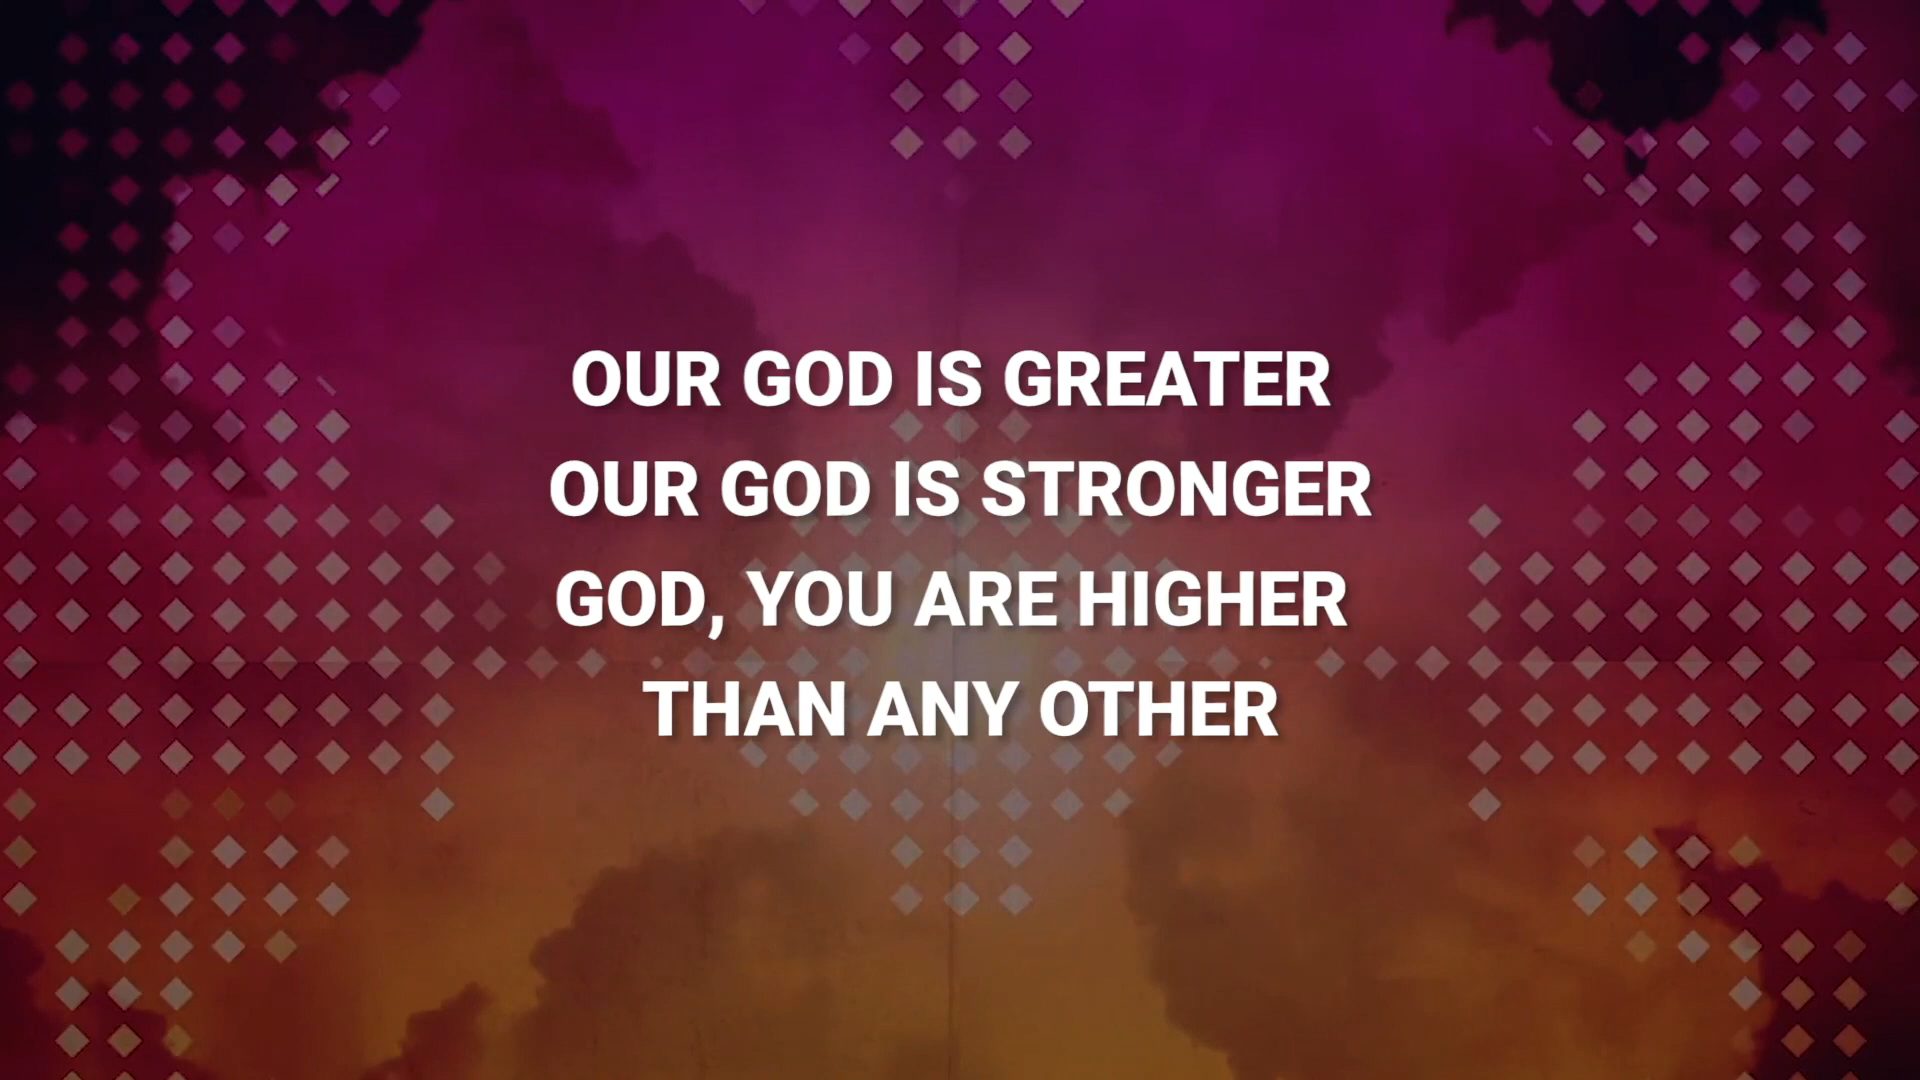 OUR GOD IS GREATER
OUR GOD IS STRONGER
GOD, YOU ARE HIGHER
THAN ANY OTHER